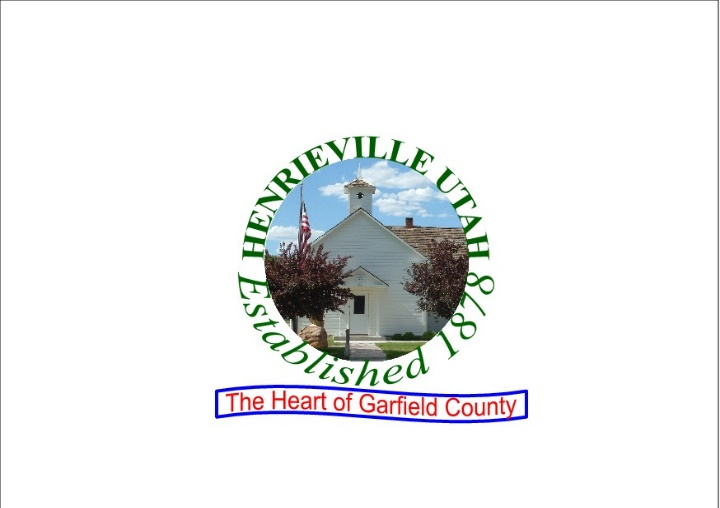 HENRIEVILLE UTAH
Established 1878
The Heart of Garfield County